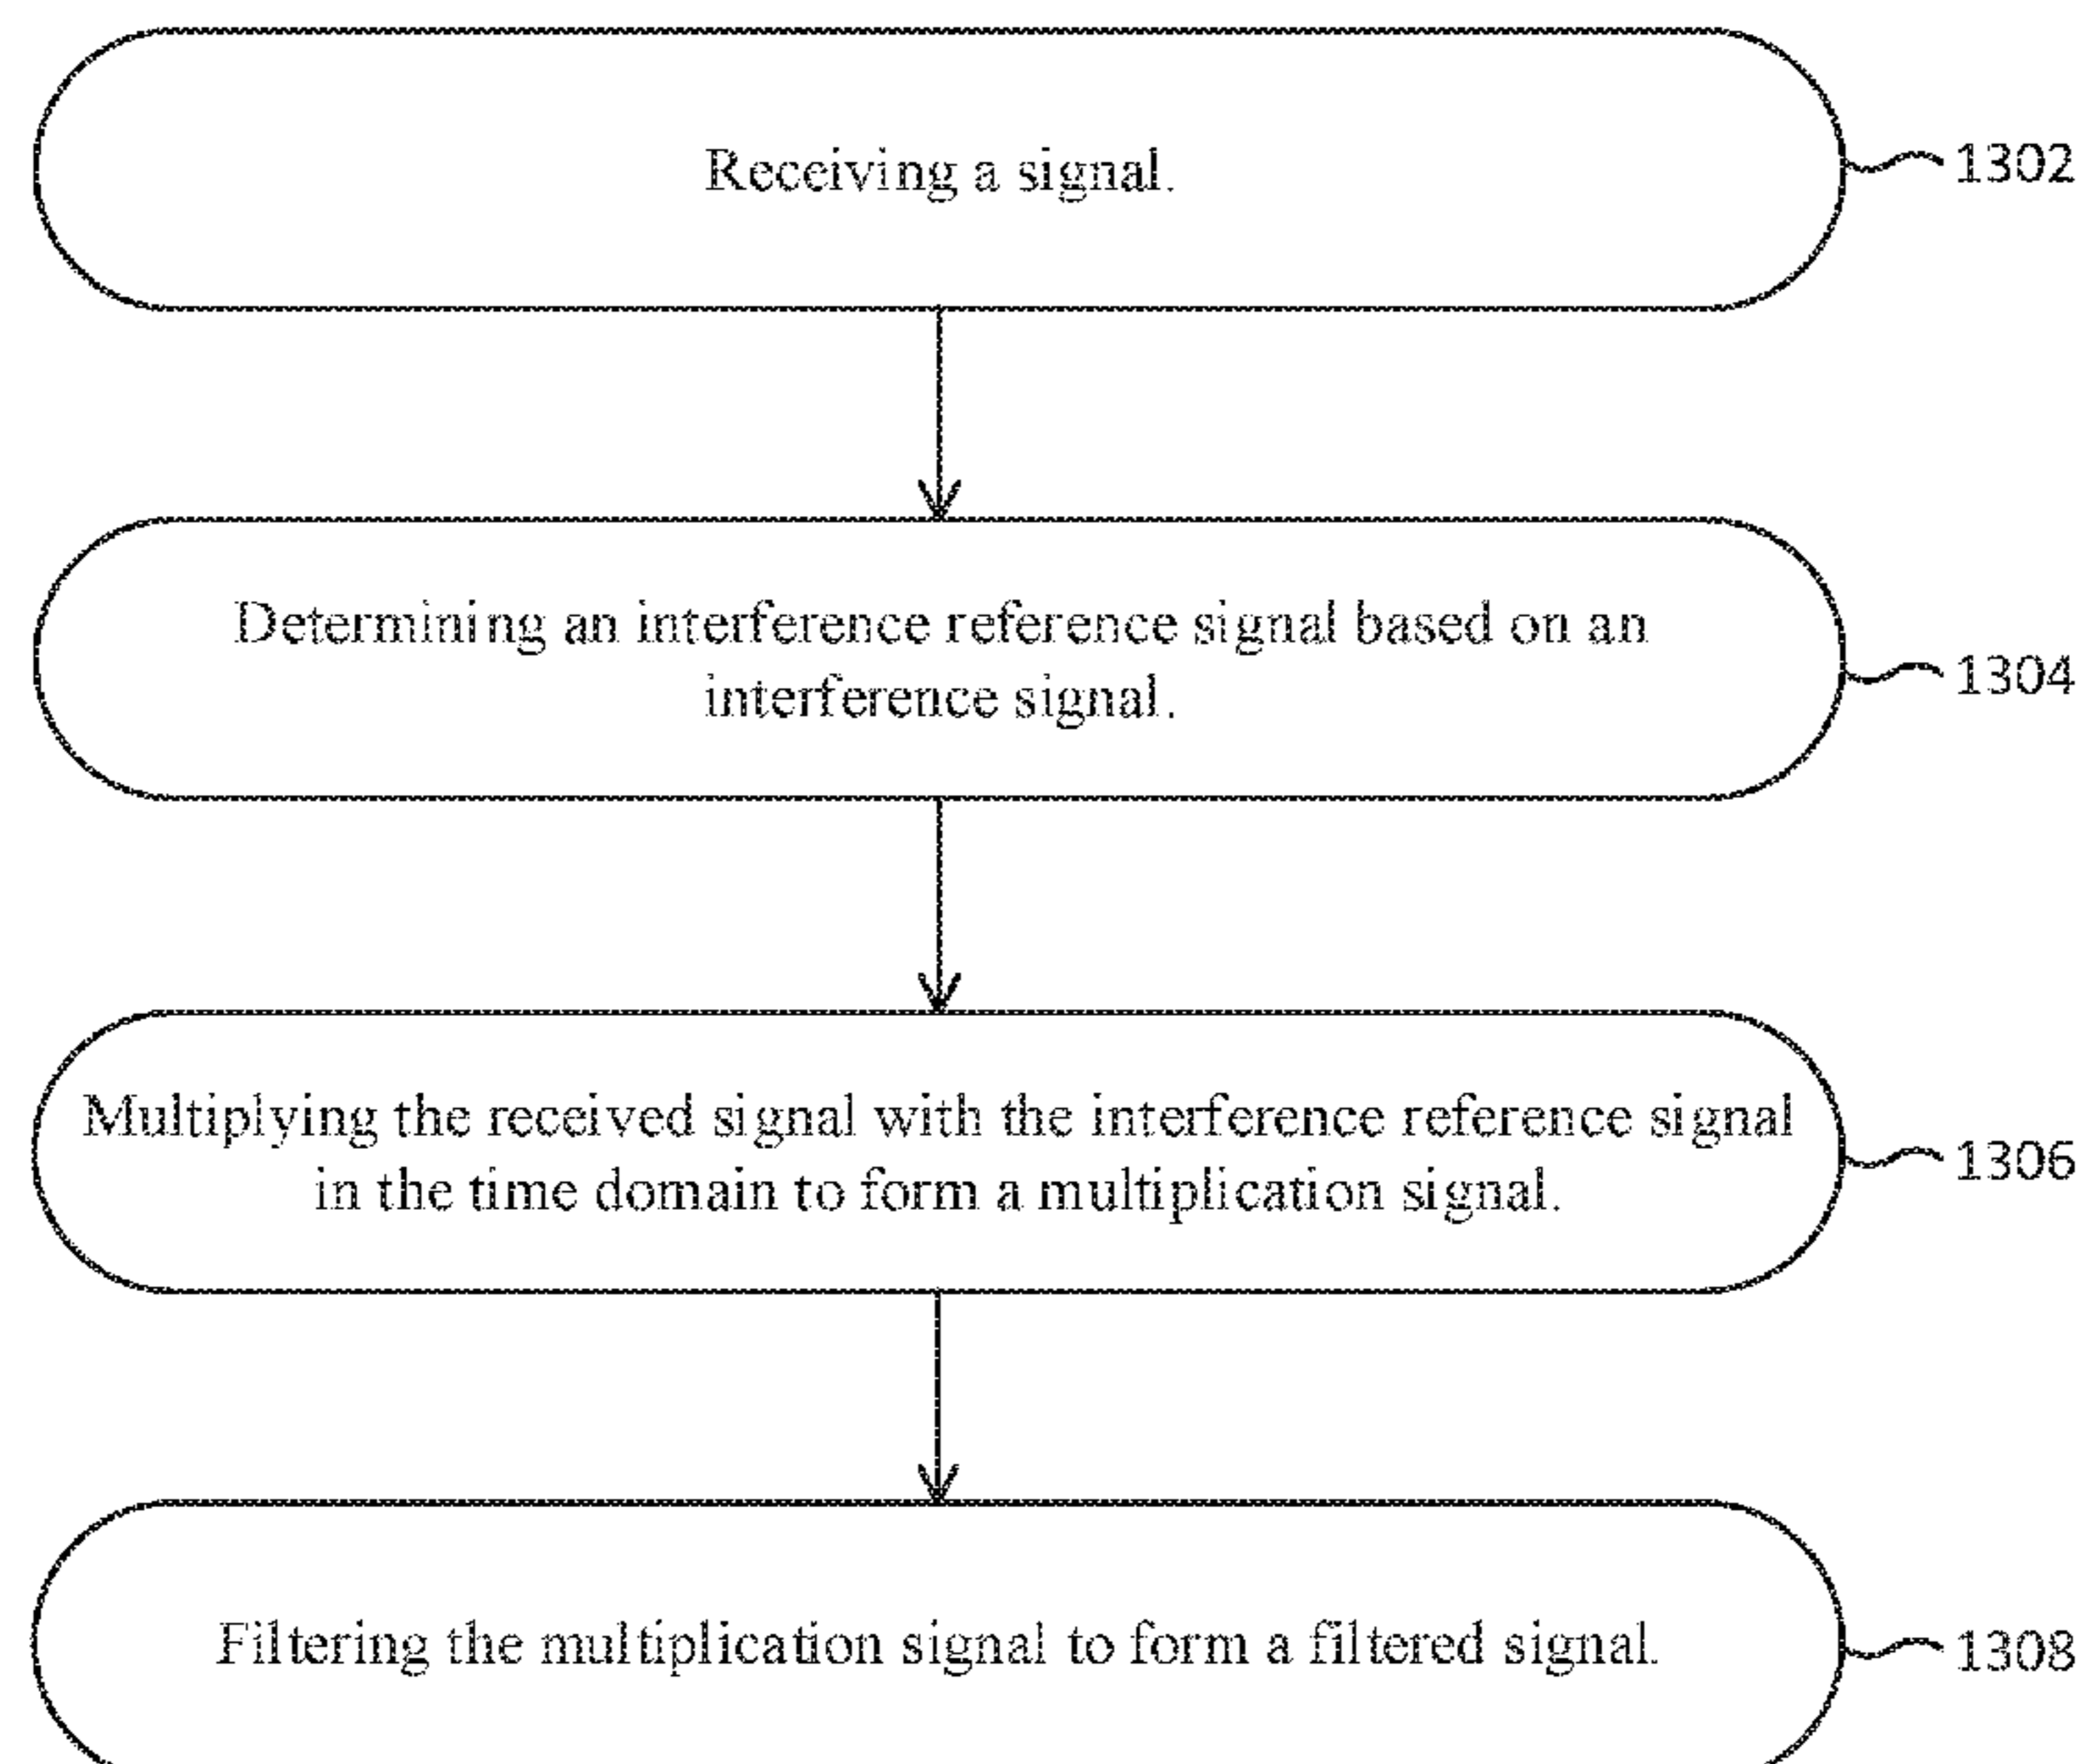 Receiving a signal.
1302
Determining an interference reference signal based on an
interference signal.
1304
Multiplying the received signal with the interference reference signal
in the time domain to form a multiplication signal.
1306
Filtering the multiplication signal to form a filtered signal.
1308